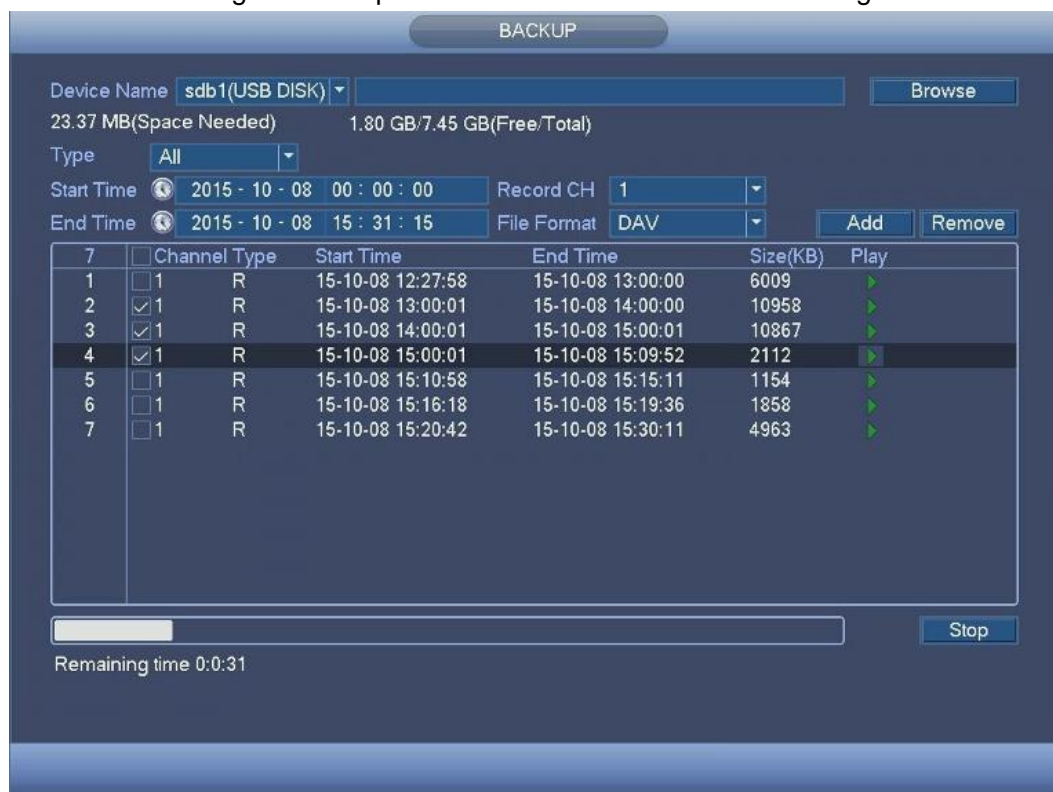 BACKUP
Device Name sdb1(USB DISK) Browse
23.37 MB(Space Needed) 1.80 GB/7.45 GB(Free/Total)
Type All
Start Time 2015 - 10 - 08 00 : 00 : 00 Record CH 1
End Time 2015 - 10 - 08 15 : 31 : 15 File Format DAV Add Remove
7 Channel Type Start Time End Time Size(KB) Play
1 1 R 15-10-08 12:27:58 15-10-08 13:00:00 6009
2 1 R 15-10-08 13:00:01 15-10-08 14:00:00 10958
3 1 R 15-10-08 14:00:01 15-10-08 15:00:01 10867
4 1 R 15-10-08 15:00:01 15-10-08 15:09:52 2112
5 1 R 15-10-08 15:10:58 15-10-08 15:15:11 1154
6 1 R 15-10-08 15:16:18 15-10-08 15:19:36 1858
7 1 R 15-10-08 15:20:42 15-10-08 15:30:11 4963
Stop
Remaining time 0:0:31